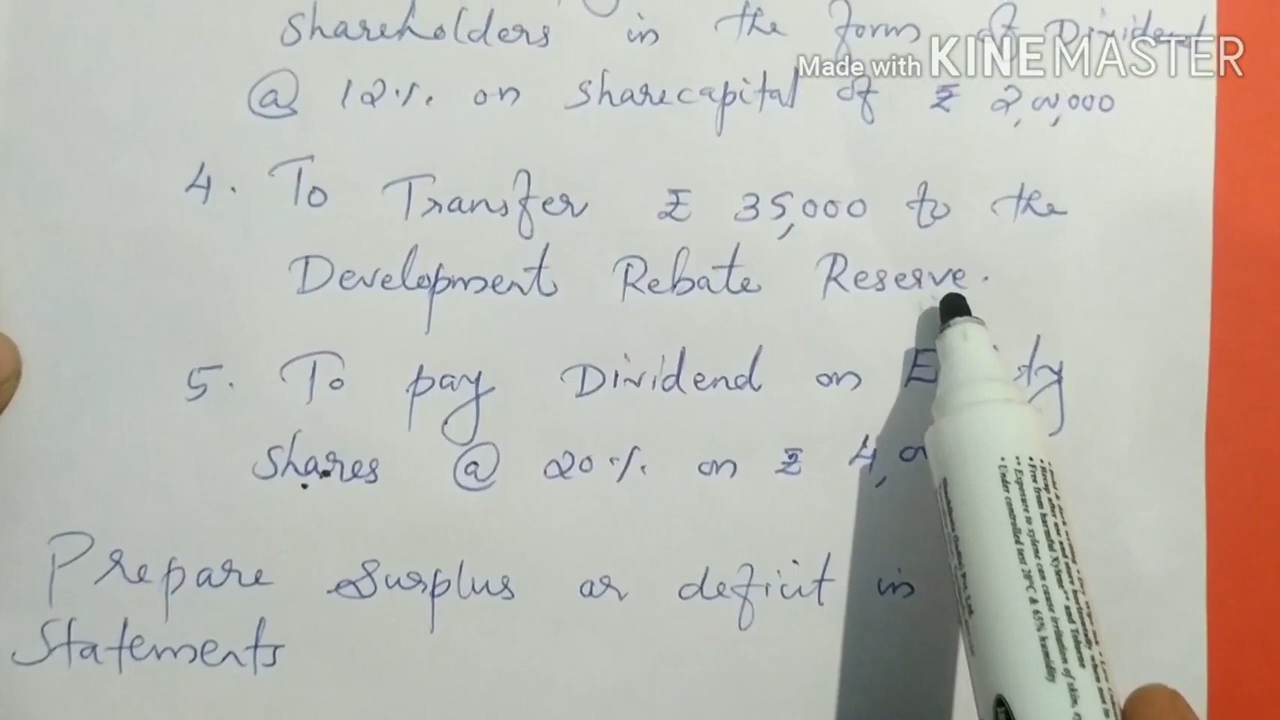 shareholders in the form of Dividend
Made with KINEMASTER
@ 12% on sharecapital of ₹ 2,00,000
4. To Transfer ₹ 35,000 to the
Development Rebate Reserve.
5. To pay Dividend on
shares @ 20% on ₹ 4,
Prepare Surplus or deficit in
Statements